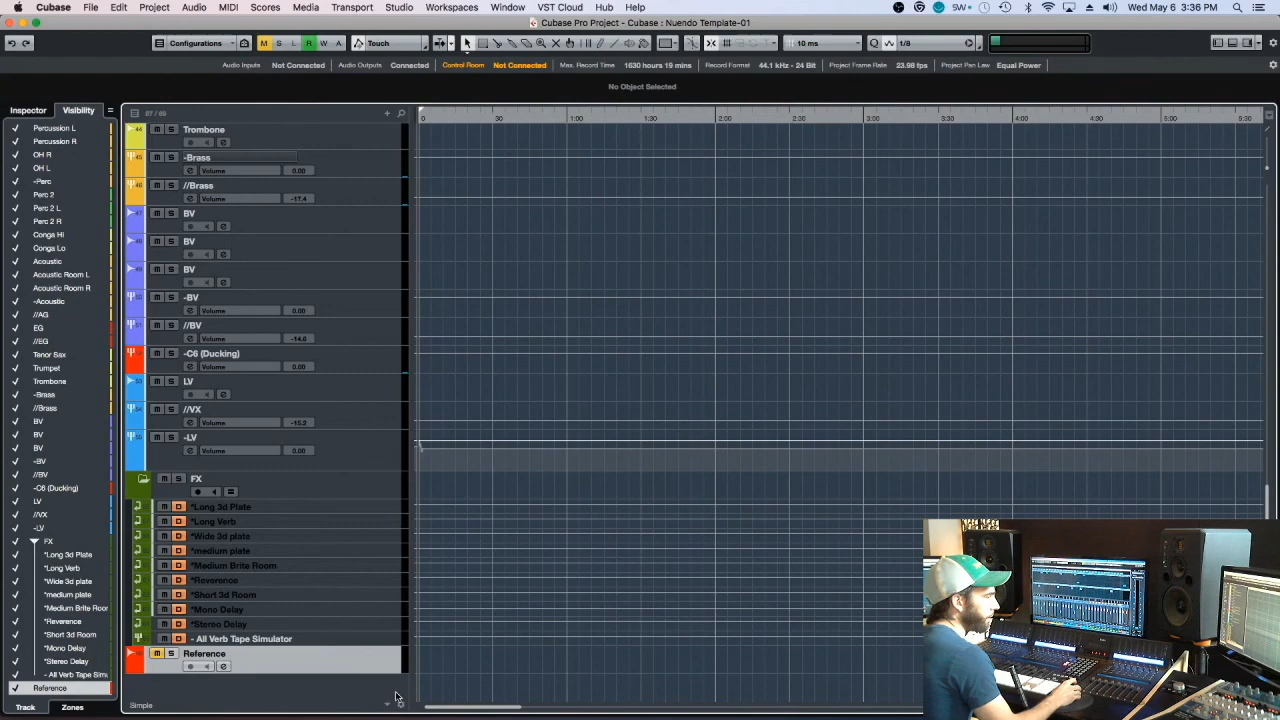 Cubase File Edit Project Audio MIDI Scores Media Transport Studio Workspaces Window VST Cloud Hub Help SW Wed May 6 3:36 PM
Cubase Pro Project - Cubase : Nuendo Template-01
Configurations M S L R W A Touch 10 ms Q 1/8
Audio Inputs Not Connected Audio Outputs Connected Control Room Not Connected Max. Record Time 1630 hours 19 mins Record Format 44.1 kHz - 24 Bit Project Frame Rate 23.98 fps Project Pan Law Equal Power
No Object Selected
Inspector Visibility
Percussion L
Percussion R
OH R
OH L
-Perc
Perc 2
Perc 2 L
Perc 2 R
Conga Hi
Conga Lo
Acoustic
Acoustic Room L
Acoustic Room R
-Acoustic
//AG
EG
//EG
Tenor Sax
Trumpet
Trombone
-Brass
//Brass
BV
BV
BV
-BV
//BV
-C6 (Ducking)
LV
//VX
-LV
FX
*Long 3d Plate
*Long Verb
*Wide 3d plate
*medium plate
*Medium Brite Roo
*Reverence
*Short 3d Room
*Mono Delay
*Stereo Delay
- All Verb Tape Sim
Reference
Track Zones
0 30 1:00 1:30 2:00 2:30 3:00 3:30 4:00 4:30 5:00 5:30
44 m S Trombone
45 m S -Brass
e Volume 0.00
46 m S //Brass
e Volume -17.4
m S BV
m S BV
m S BV
m S -BV
e Volume 0.00
m S //BV
e Volume -14.0
m S -C6 (Ducking)
e Volume 0.00
m S LV
m S //VX
e Volume -15.2
m S -LV
e Volume 0.00
m S FX
m D *Long 3d Plate
m D *Long Verb
m D *Wide 3d plate
m D *medium plate
m D *Medium Brite Room
m D *Reverence
m D *Short 3d Room
m D *Mono Delay
m D *Stereo Delay
m D - All Verb Tape Simulator
m S Reference
Simple